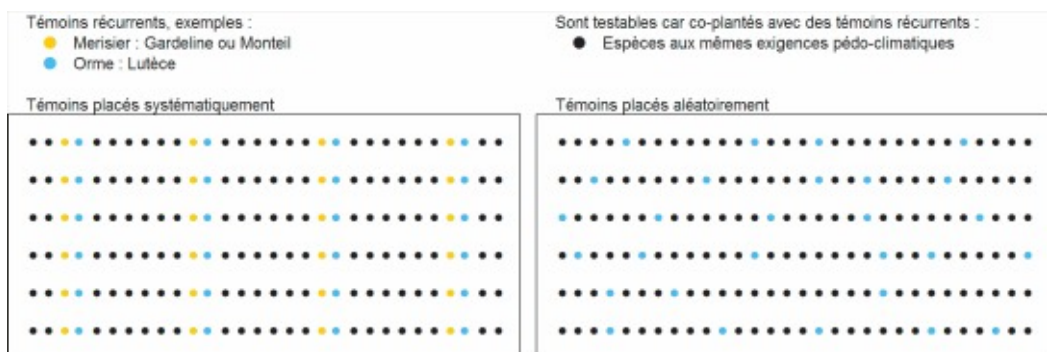 Témoins récurrents, exemples :
Merisier : Gardeline ou Monteil
Orme : Lutèce
Sont testables car co-plantés avec des témoins récurrents :
Espèces aux mêmes exigences pédo-climatiques
Témoins placés systématiquement
Témoins placés aléatoirement